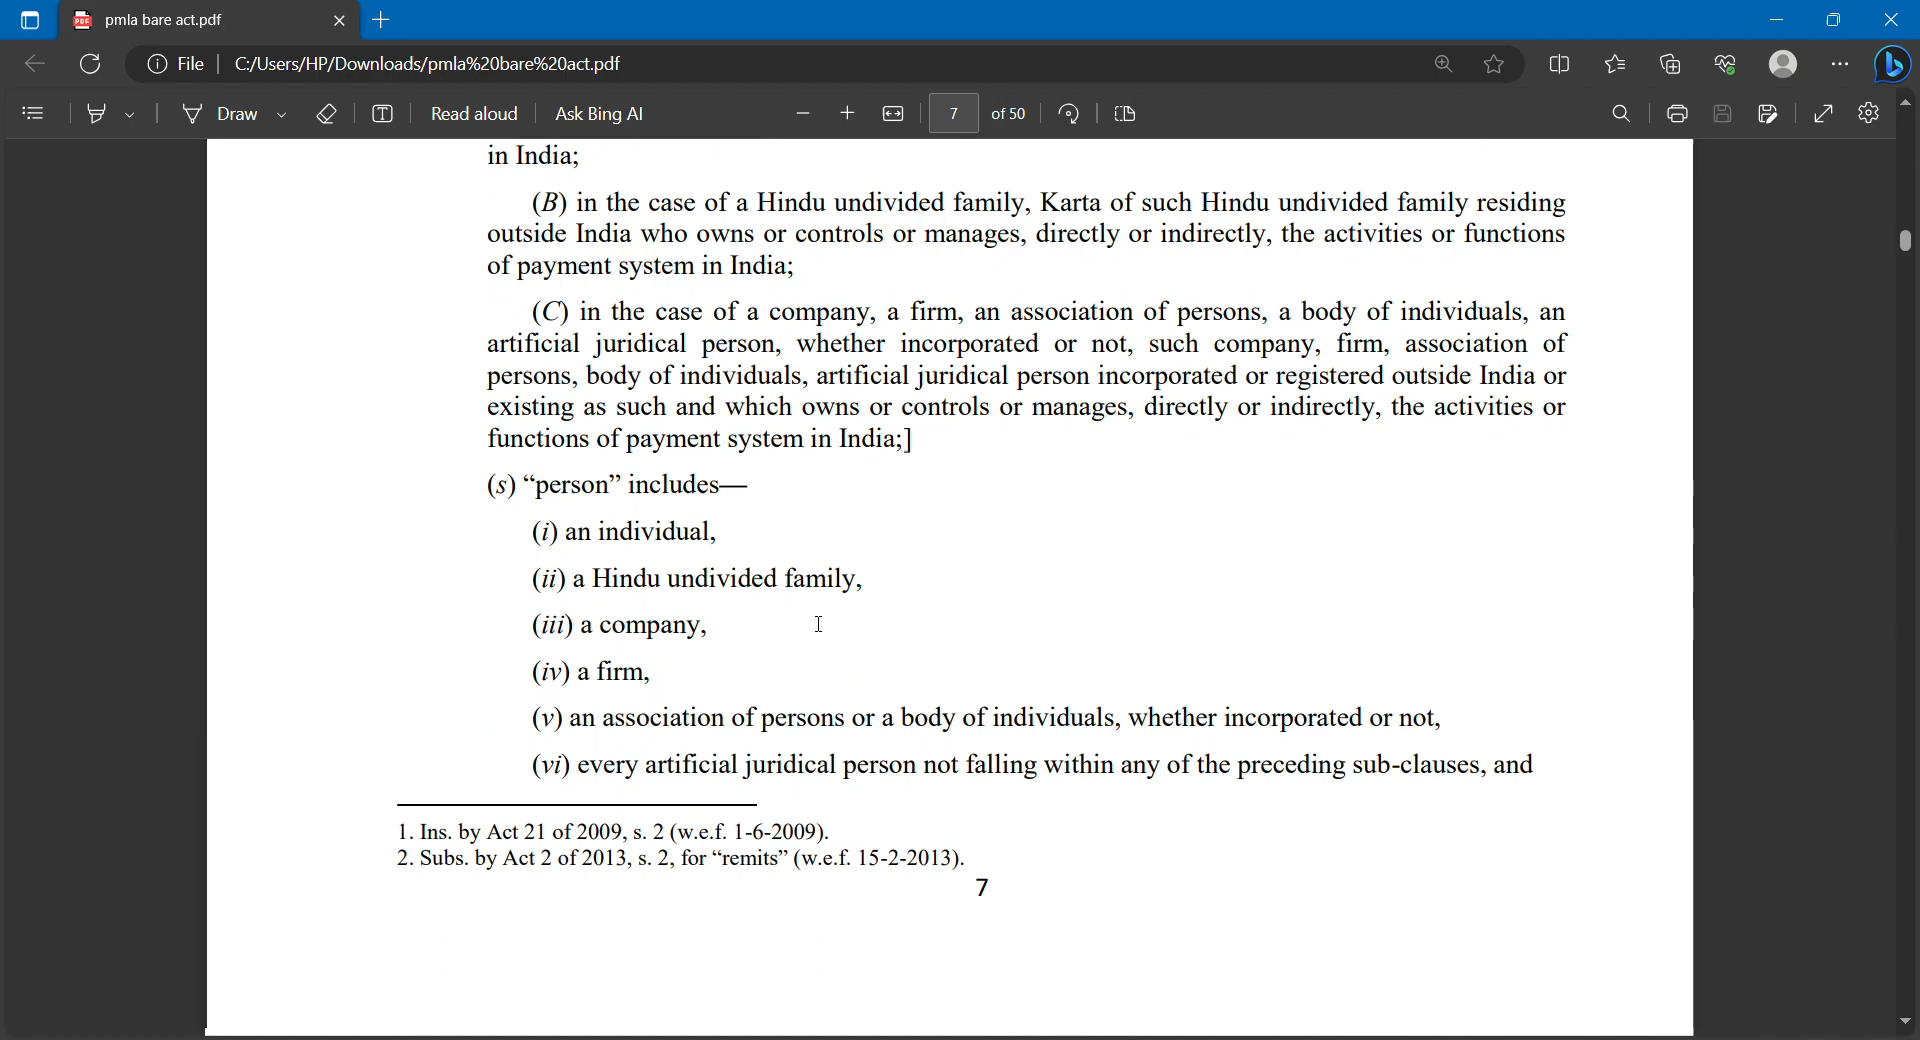 pmla bare act.pdf
File C:/Users/HP/Downloads/pmla%20bare%20act.pdf
Draw Read aloud Ask Bing AI 7 of 50
in India;
(B) in the case of a Hindu undivided family, Karta of such Hindu undivided family residing
outside India who owns or controls or manages, directly or indirectly, the activities or functions
of payment system in India;
(C) in the case of a company, a firm, an association of persons, a body of individuals, an
artificial juridical person, whether incorporated or not, such company, firm, association of
persons, body of individuals, artificial juridical person incorporated or registered outside India or
existing as such and which owns or controls or manages, directly or indirectly, the activities or
functions of payment system in India;]
(s) “person” includes—
(i) an individual,
(ii) a Hindu undivided family,
(iii) a company,
(iv) a firm,
(v) an association of persons or a body of individuals, whether incorporated or not,
(vi) every artificial juridical person not falling within any of the preceding sub-clauses, and
1. Ins. by Act 21 of 2009, s. 2 (w.e.f. 1-6-2009).
2. Subs. by Act 2 of 2013, s. 2, for “remits” (w.e.f. 15-2-2013).
7